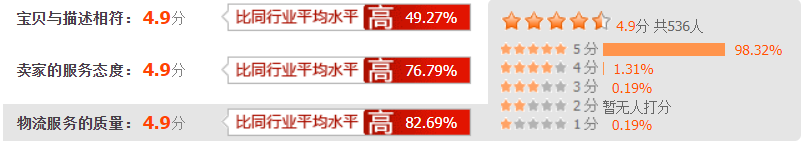 宝贝与描述相符：4.9分 比同行业平均水平 高 49.27%
卖家的服务态度：4.9分 比同行业平均水平 高 76.79%
物流服务的质量：4.9分 比同行业平均水平 高 82.69%
4.9分 共536人
5分 98.32%
4分 1.31%
3分 0.19%
2分 暂无人打分
1分 0.19%